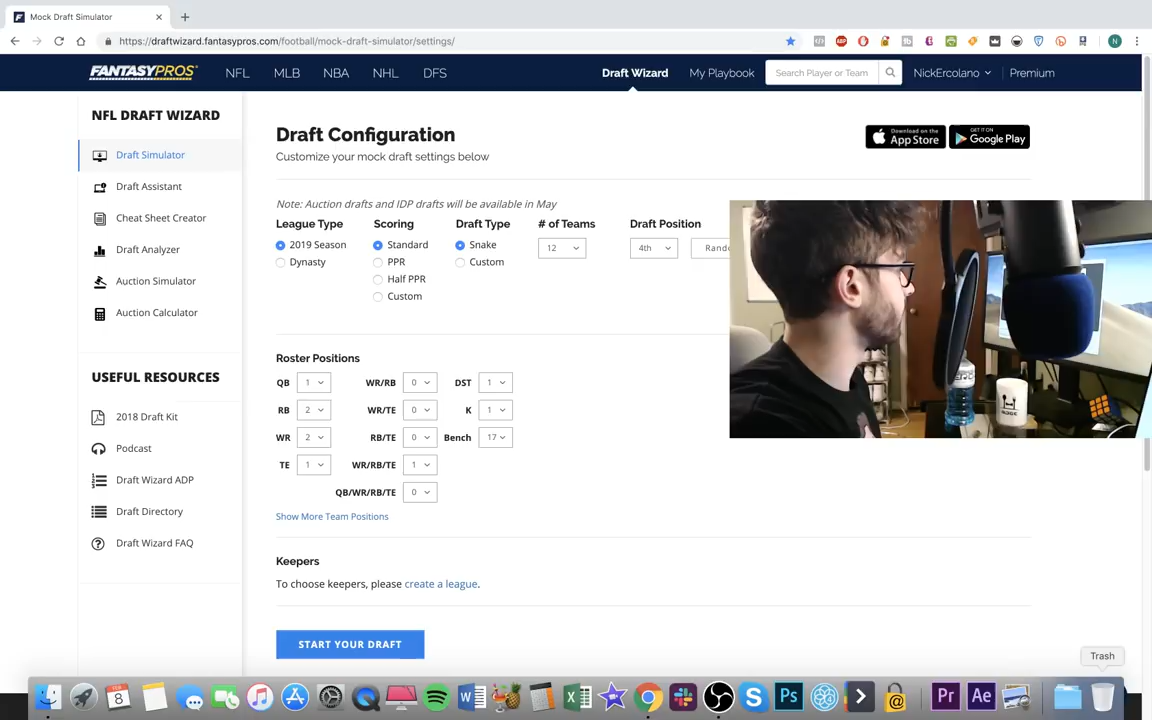 Mock Draft Simulator
https://draftwizard.fantasypros.com/football/mock-draft-simulator/settings/
FANTASYPROS NFL MLB NBA NHL DFS Draft Wizard My Playbook Search Player or Team NickErcolano Premium
NFL DRAFT WIZARD
Draft Simulator
Draft Assistant
Cheat Sheet Creator
Draft Analyzer
Auction Simulator
Auction Calculator
USEFUL RESOURCES
2018 Draft Kit
Podcast
Draft Wizard ADP
Draft Directory
Draft Wizard FAQ
Draft Configuration
Customize your mock draft settings below
Download on the App Store
GET IT ON Google Play
Note: Auction drafts and IDP drafts will be available in May
League Type Scoring Draft Type # of Teams Draft Position
2019 Season Standard Snake 12 4th
Dynasty PPR Custom
Half PPR
Custom
Roster Positions
QB 1 WR/RB 0 DST 1
RB 2 WR/TE 0 K 1
WR 2 RB/TE 0 Bench 17
TE 1 WR/RB/TE 1
QB/WR/RB/TE 0
Show More Team Positions
Keepers
To choose keepers, please create a league.
START YOUR DRAFT
Trash
FEB
8